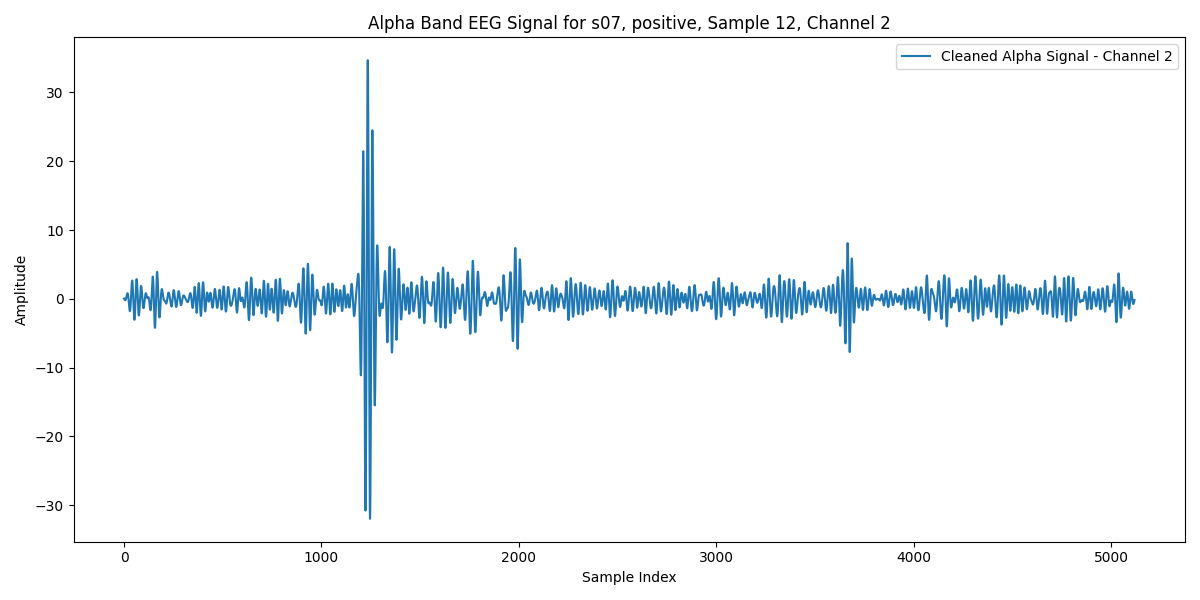 Alpha Band EEG Signal for s07, positive, Sample 12, Channel 2
Cleaned Alpha Signal - Channel 2
30
20
10
0
−10
−20
−30
Amplitude
0 1000 2000 3000 4000 5000
Sample Index